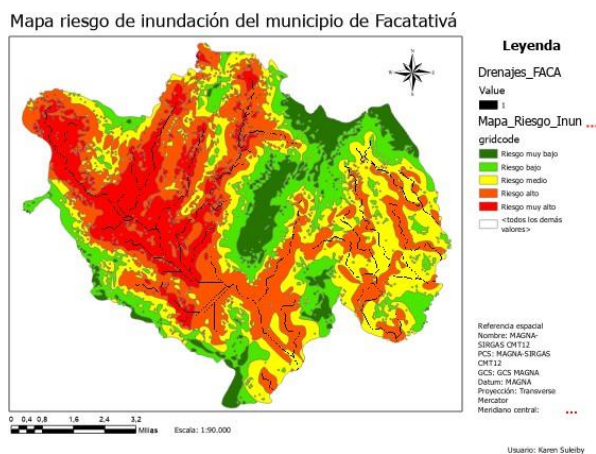 Mapa riesgo de inundación del municipio de Facatativá
N
W
E
S
Leyenda
Drenajes_FACA
Value
1
Mapa_Riesgo_Inun ...
gridcode
Riesgo muy bajo
Riesgo bajo
Riesgo medio
Riesgo alto
Riesgo muy alto
<todos los demás
valores>
Referencia espacial
Nombre: MAGNA-
SIRGAS CMT12
PCS: MAGNA-SIRGAS
CMT12
GCS: GCS MAGNA
Datum: MAGNA
Proyección: Transverse
Mercator
Meridiano central: ...
0 0,4 0,8 1,6 2,4 3,2
Millas
Escala: 1:90.000
Usuario: Karen Suleiby